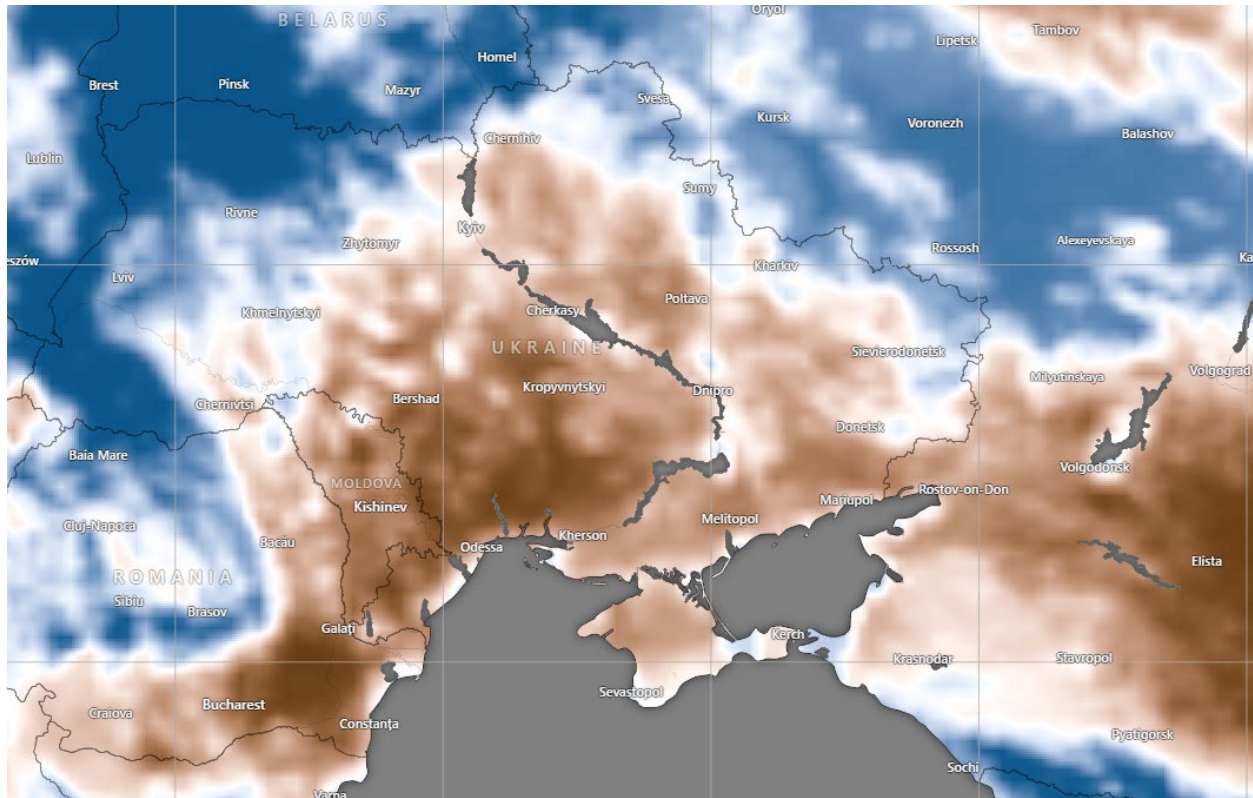 Oryol
BELARUS
Tambov
Lipetsk
Homel
Brest
Pinsk
Mazyr
Svesa
Kursk
Voronezh
Balashov
Chernihiv
Lublin
Sumy
Rivne
Kyiv
Zhytomyr
Alexeyevskaya
Rossosh
Ka
eszów
Lviv
Kharkiv
Poltava
Khmelnytskyi
Cherkasy
UKRAINE
Sievierodonetsk
Volgograd
Milyutinskaya
Kropyvnytskyi
Dnipro
Bershad
Chernivtsi
Donetsk
Baia Mare
Volgodonsk
MOLDOVA
Rostov-on-Don
Kishinev
Mariupol
Melitopol
Cluj-Napoca
Kherson
Bacău
Odessa
Elista
ROMANIA
Sibiu
Brasov
Galați
Kerch
Krasnodar
Stavropol
Sevastopol
Bucharest
Craiova
Constanța
Pyatigorsk
Sochi
Varna